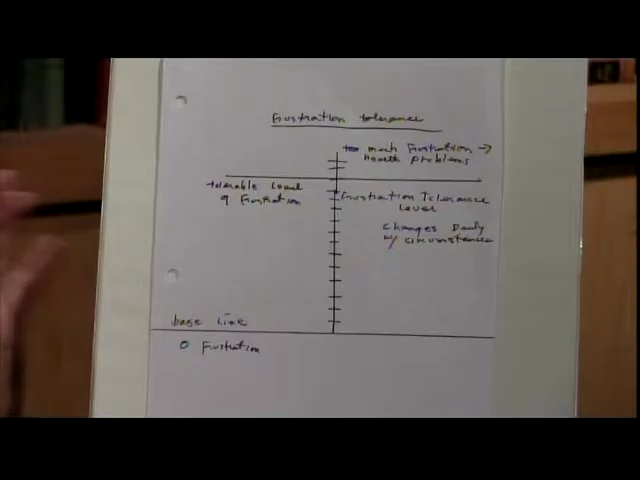 Frustration tolerance
too much Frustration →
health problems
tolerable level
of Frustration
Frustration Tolerance
Level
changes Daily
w/ circumstance
base line
0 Frustration